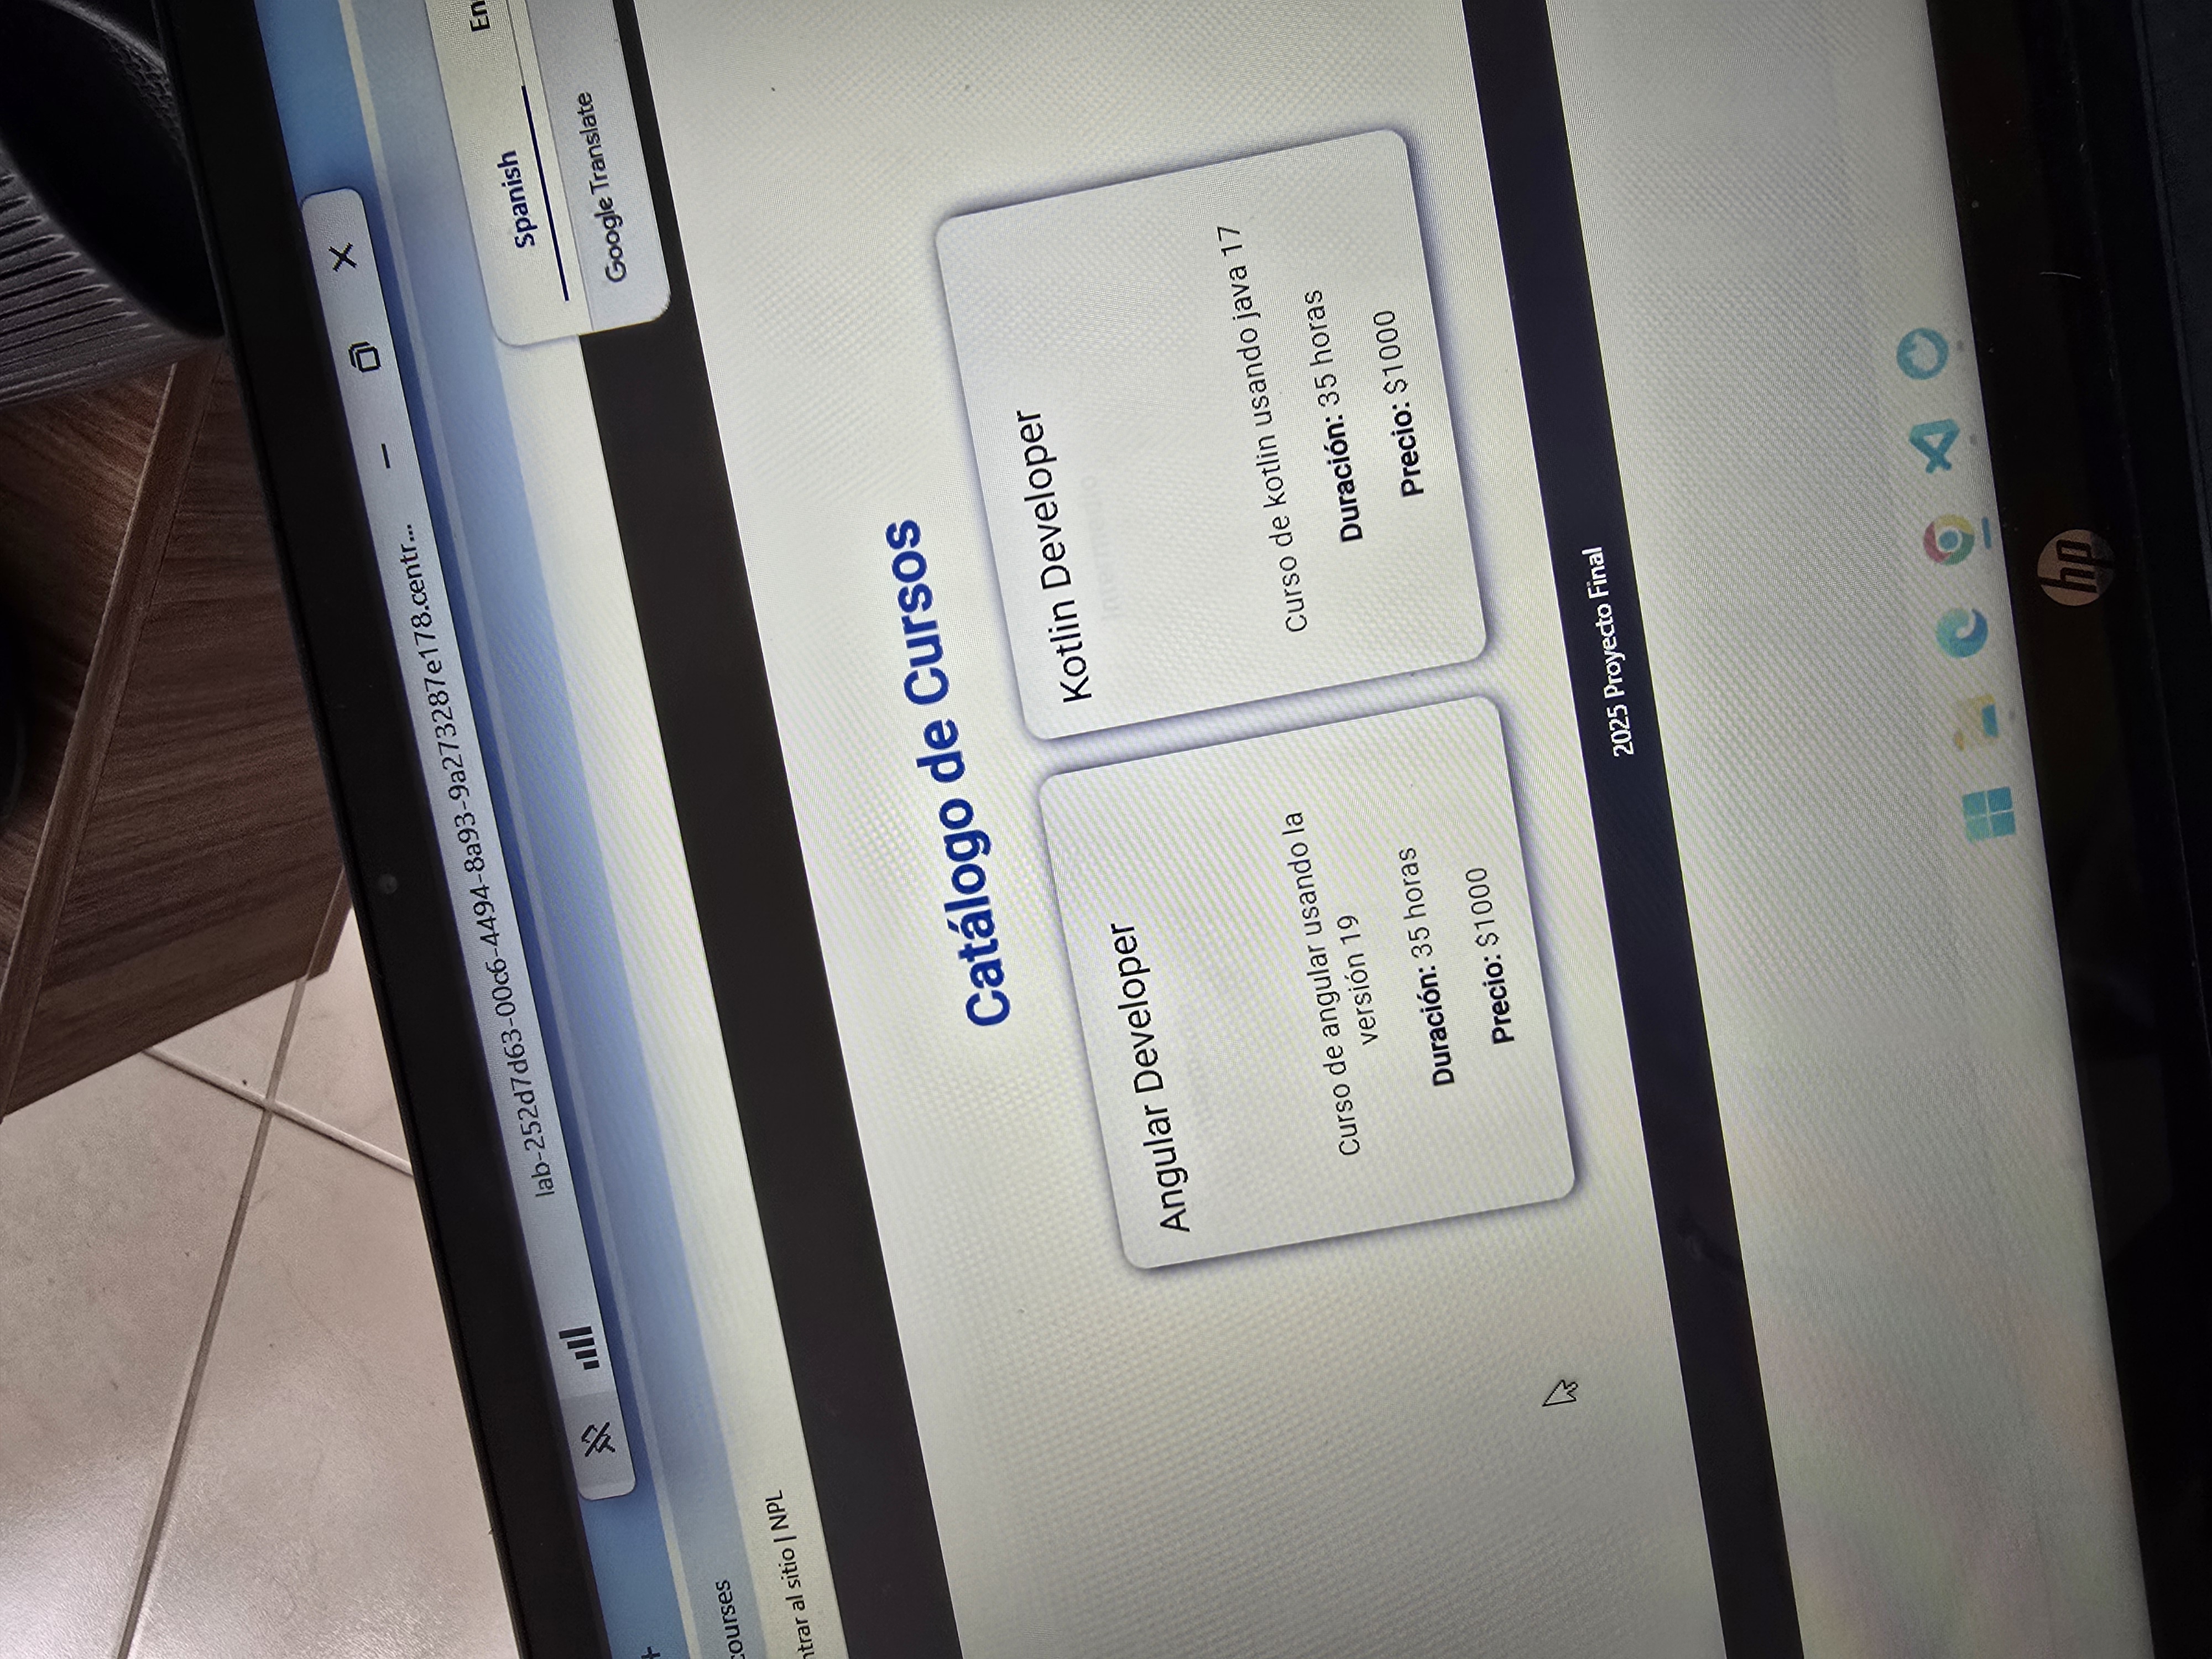 lab-252d7d63-00c6-4494-8a93-9a273287e178.centr...
Spanish
En
Google Translate
courses
ntrar al sitio | NPL
Catálogo de Cursos
Angular Developer
Curso de angular usando la
versión 19
Duración: 35 horas
Precio: $1000
Kotlin Developer
Intermedio
Curso de kotlin usando java 17
Duración: 35 horas
Precio: $1000
2025 Proyecto Final
hp